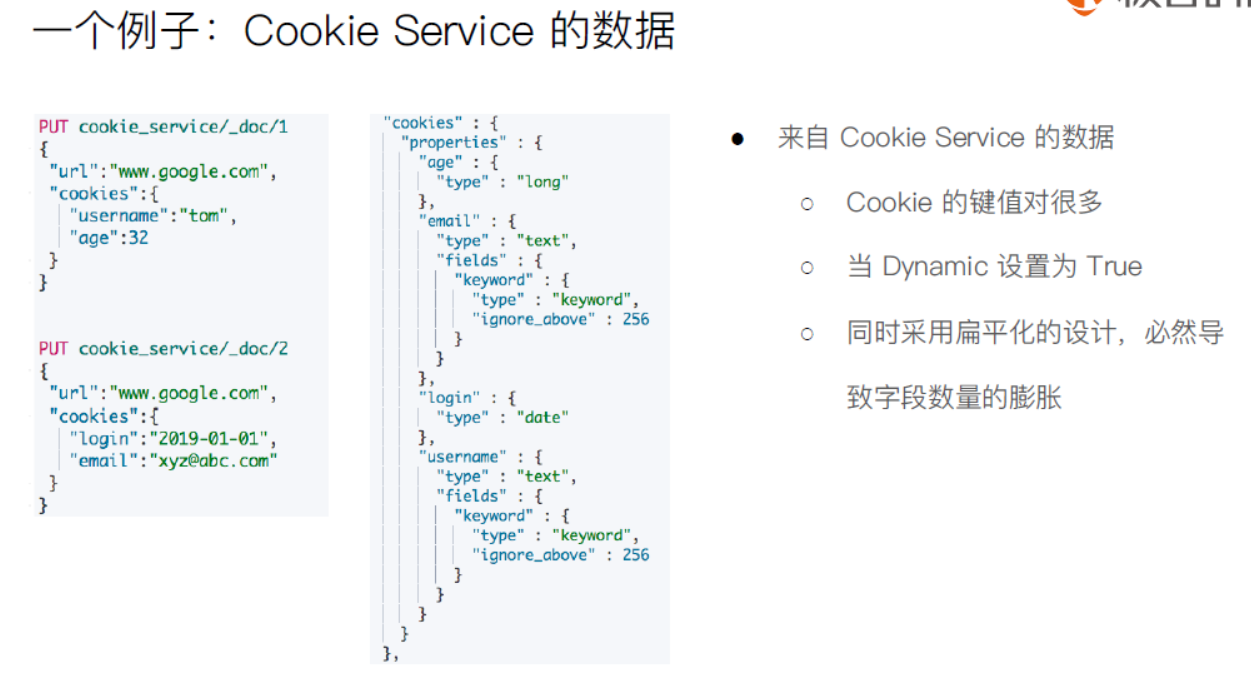 一个例子：Cookie Service 的数据
PUT cookie_service/_doc/1
{
"url":"www.google.com",
"cookies":{
"username":"tom",
"age":32
}
}
PUT cookie_service/_doc/2
{
"url":"www.google.com",
"cookies":{
"login":"2019-01-01",
"email":"xyz@abc.com"
}
}
"cookies" : {
"properties" : {
"age" : {
"type" : "long"
},
"email" : {
"type" : "text",
"fields" : {
"keyword" : {
"type" : "keyword",
"ignore_above" : 256
}
}
},
"login" : {
"type" : "date"
},
"username" : {
"type" : "text",
"fields" : {
"keyword" : {
"type" : "keyword",
"ignore_above" : 256
}
}
}
}
},
● 来自 Cookie Service 的数据
○ Cookie 的键值对很多
○ 当 Dynamic 设置为 True
○ 同时采用扁平化的设计，必然导
致字段数量的膨胀